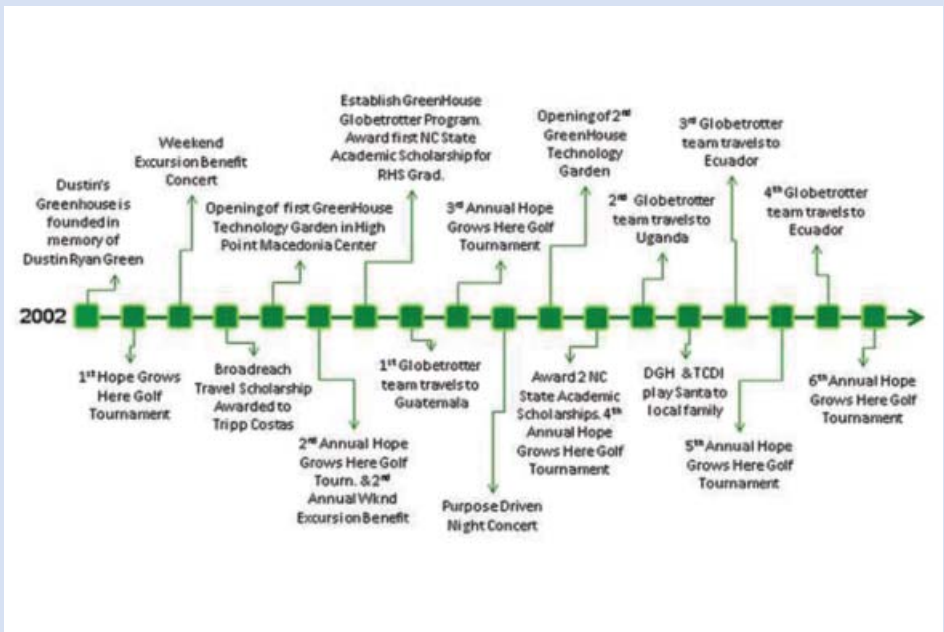 Dustin's
Greenhouse is
founded in
memory of
Dustin Ryan Green
Weekend
Excursion Benefit
Concert
Opening of first GreenHouse
Technology Garden in High
Point Macedonia Center
Establish GreenHouse
Globetrotter Program.
Award first NC State
Academic Scholarship for
RHS Grad.
3rd Annual Hope
Grows Here Golf
Tournament
Opening of 2nd
GreenHouse
Technology
Garden
2nd Globetrotter
team travels to
Uganda
3rd Globetrotter
team travels to
Ecuador
4th Globetrotter
team travels to
Ecuador
2002
1st Hope Grows
Here Golf
Tournament
Broadreach
Travel Scholarship
Awarded to
Tripp Costas
2nd Annual Hope
Grows Here Golf
Tourn. & 2nd
Annual Wknd
Excursion Benefit
1st Globetrotter
team travels to
Guatemala
Purpose Driven
Night Concert
Award 2 NC
State Academic
Scholarships. 4th
Annual Hope
Grows Here Golf
Tournament
DGH & TCDI
play Santa to
local family
5th Annual Hope
Grows Here Golf
Tournament
6th Annual Hope
Grows Here Golf
Tournament